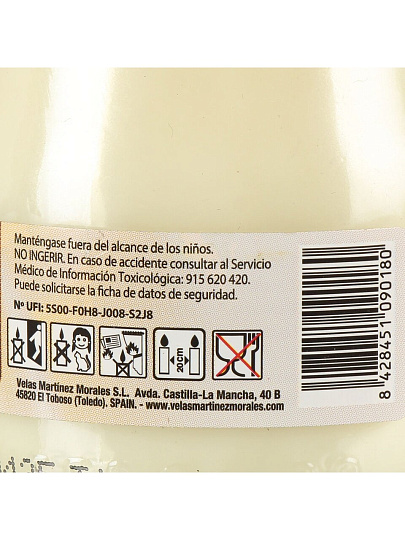 Manténgase fuera del alcance de los niños.
NO INGERIR. En caso de accidente consultar al Servicio
Médico de Información Toxicológica: 915 620 420.
Puede solicitarse la ficha de datos de seguridad.
Nº UFI: 5S00-F0H8-J008-S2J8
20cm
Velas Martínez Morales S.L. Avda. Castilla-La Mancha, 40 B
45820 El Toboso (Toledo). SPAIN. - www.velasmartinezmorales.com
8 428451 090180